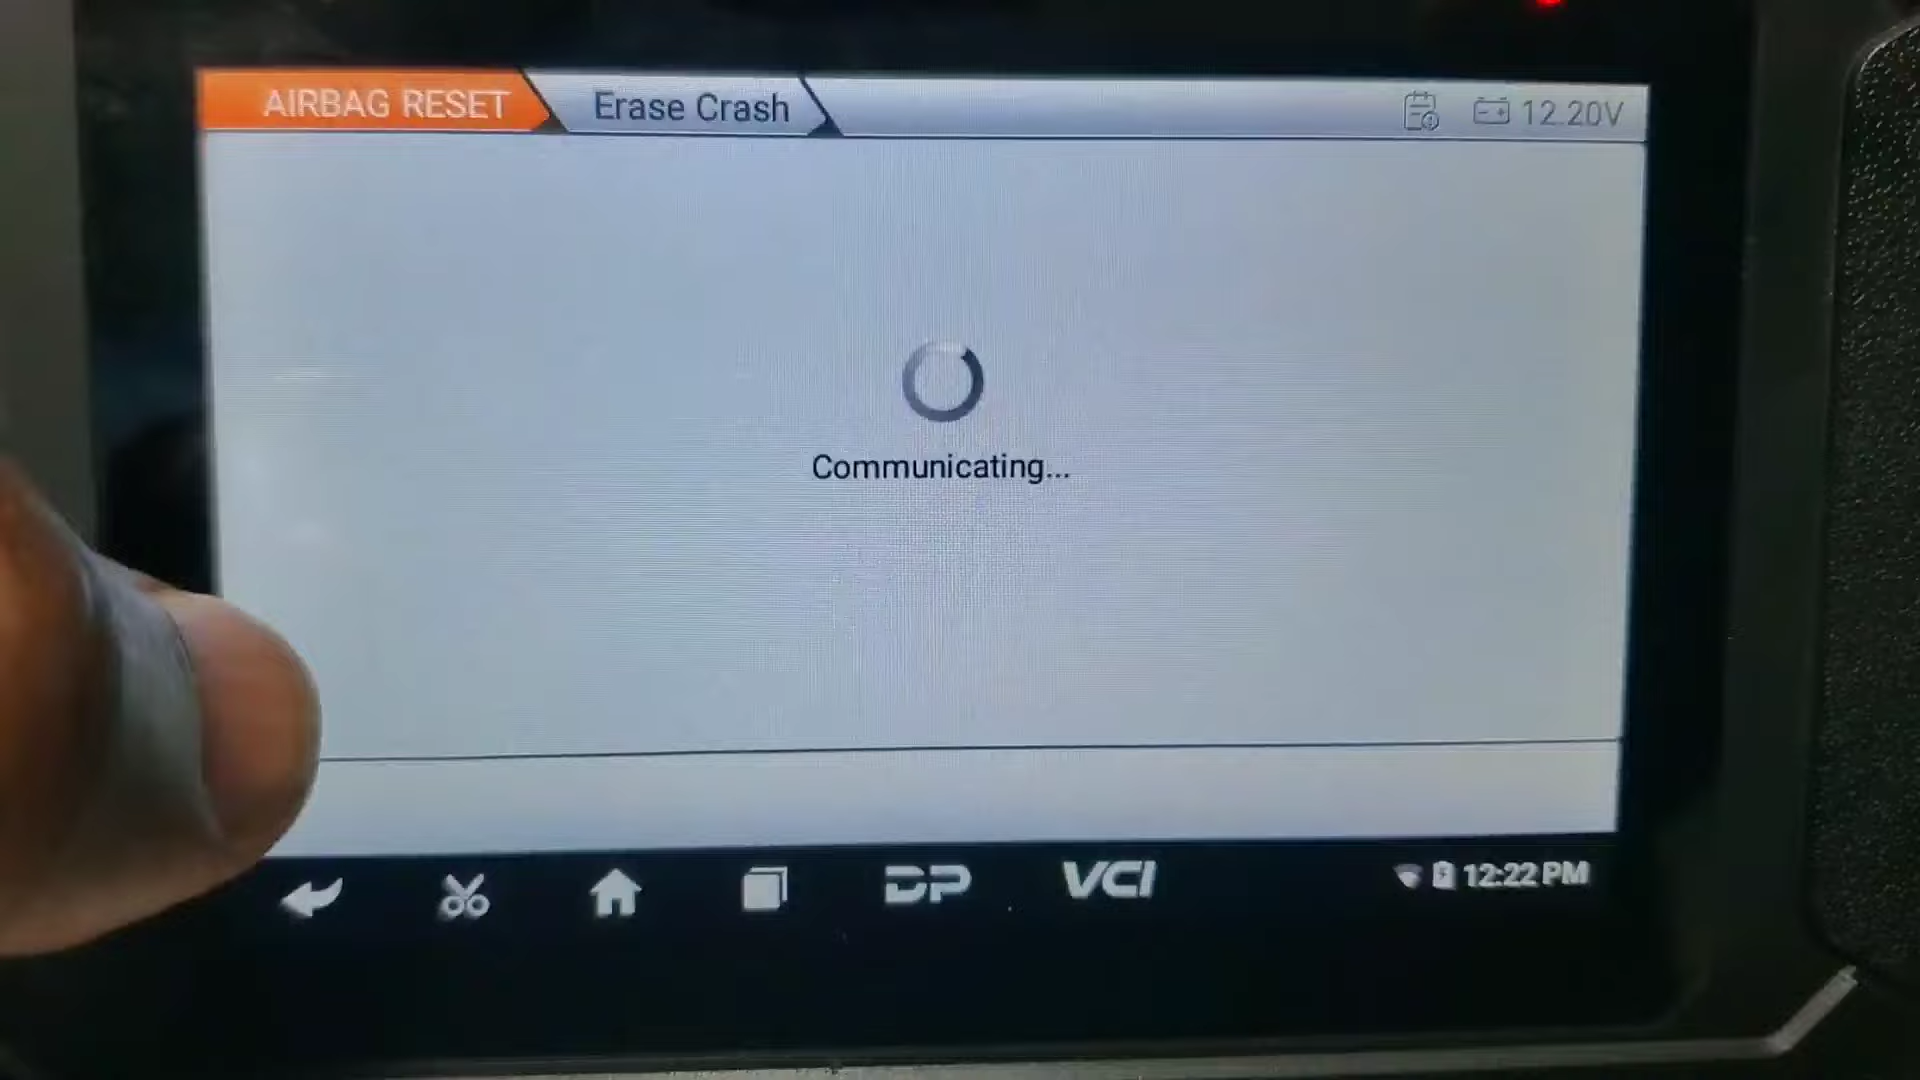 AIRBAG RESET Erase Crash 12.20V
Communicating...
DP VCI 12:22 PM